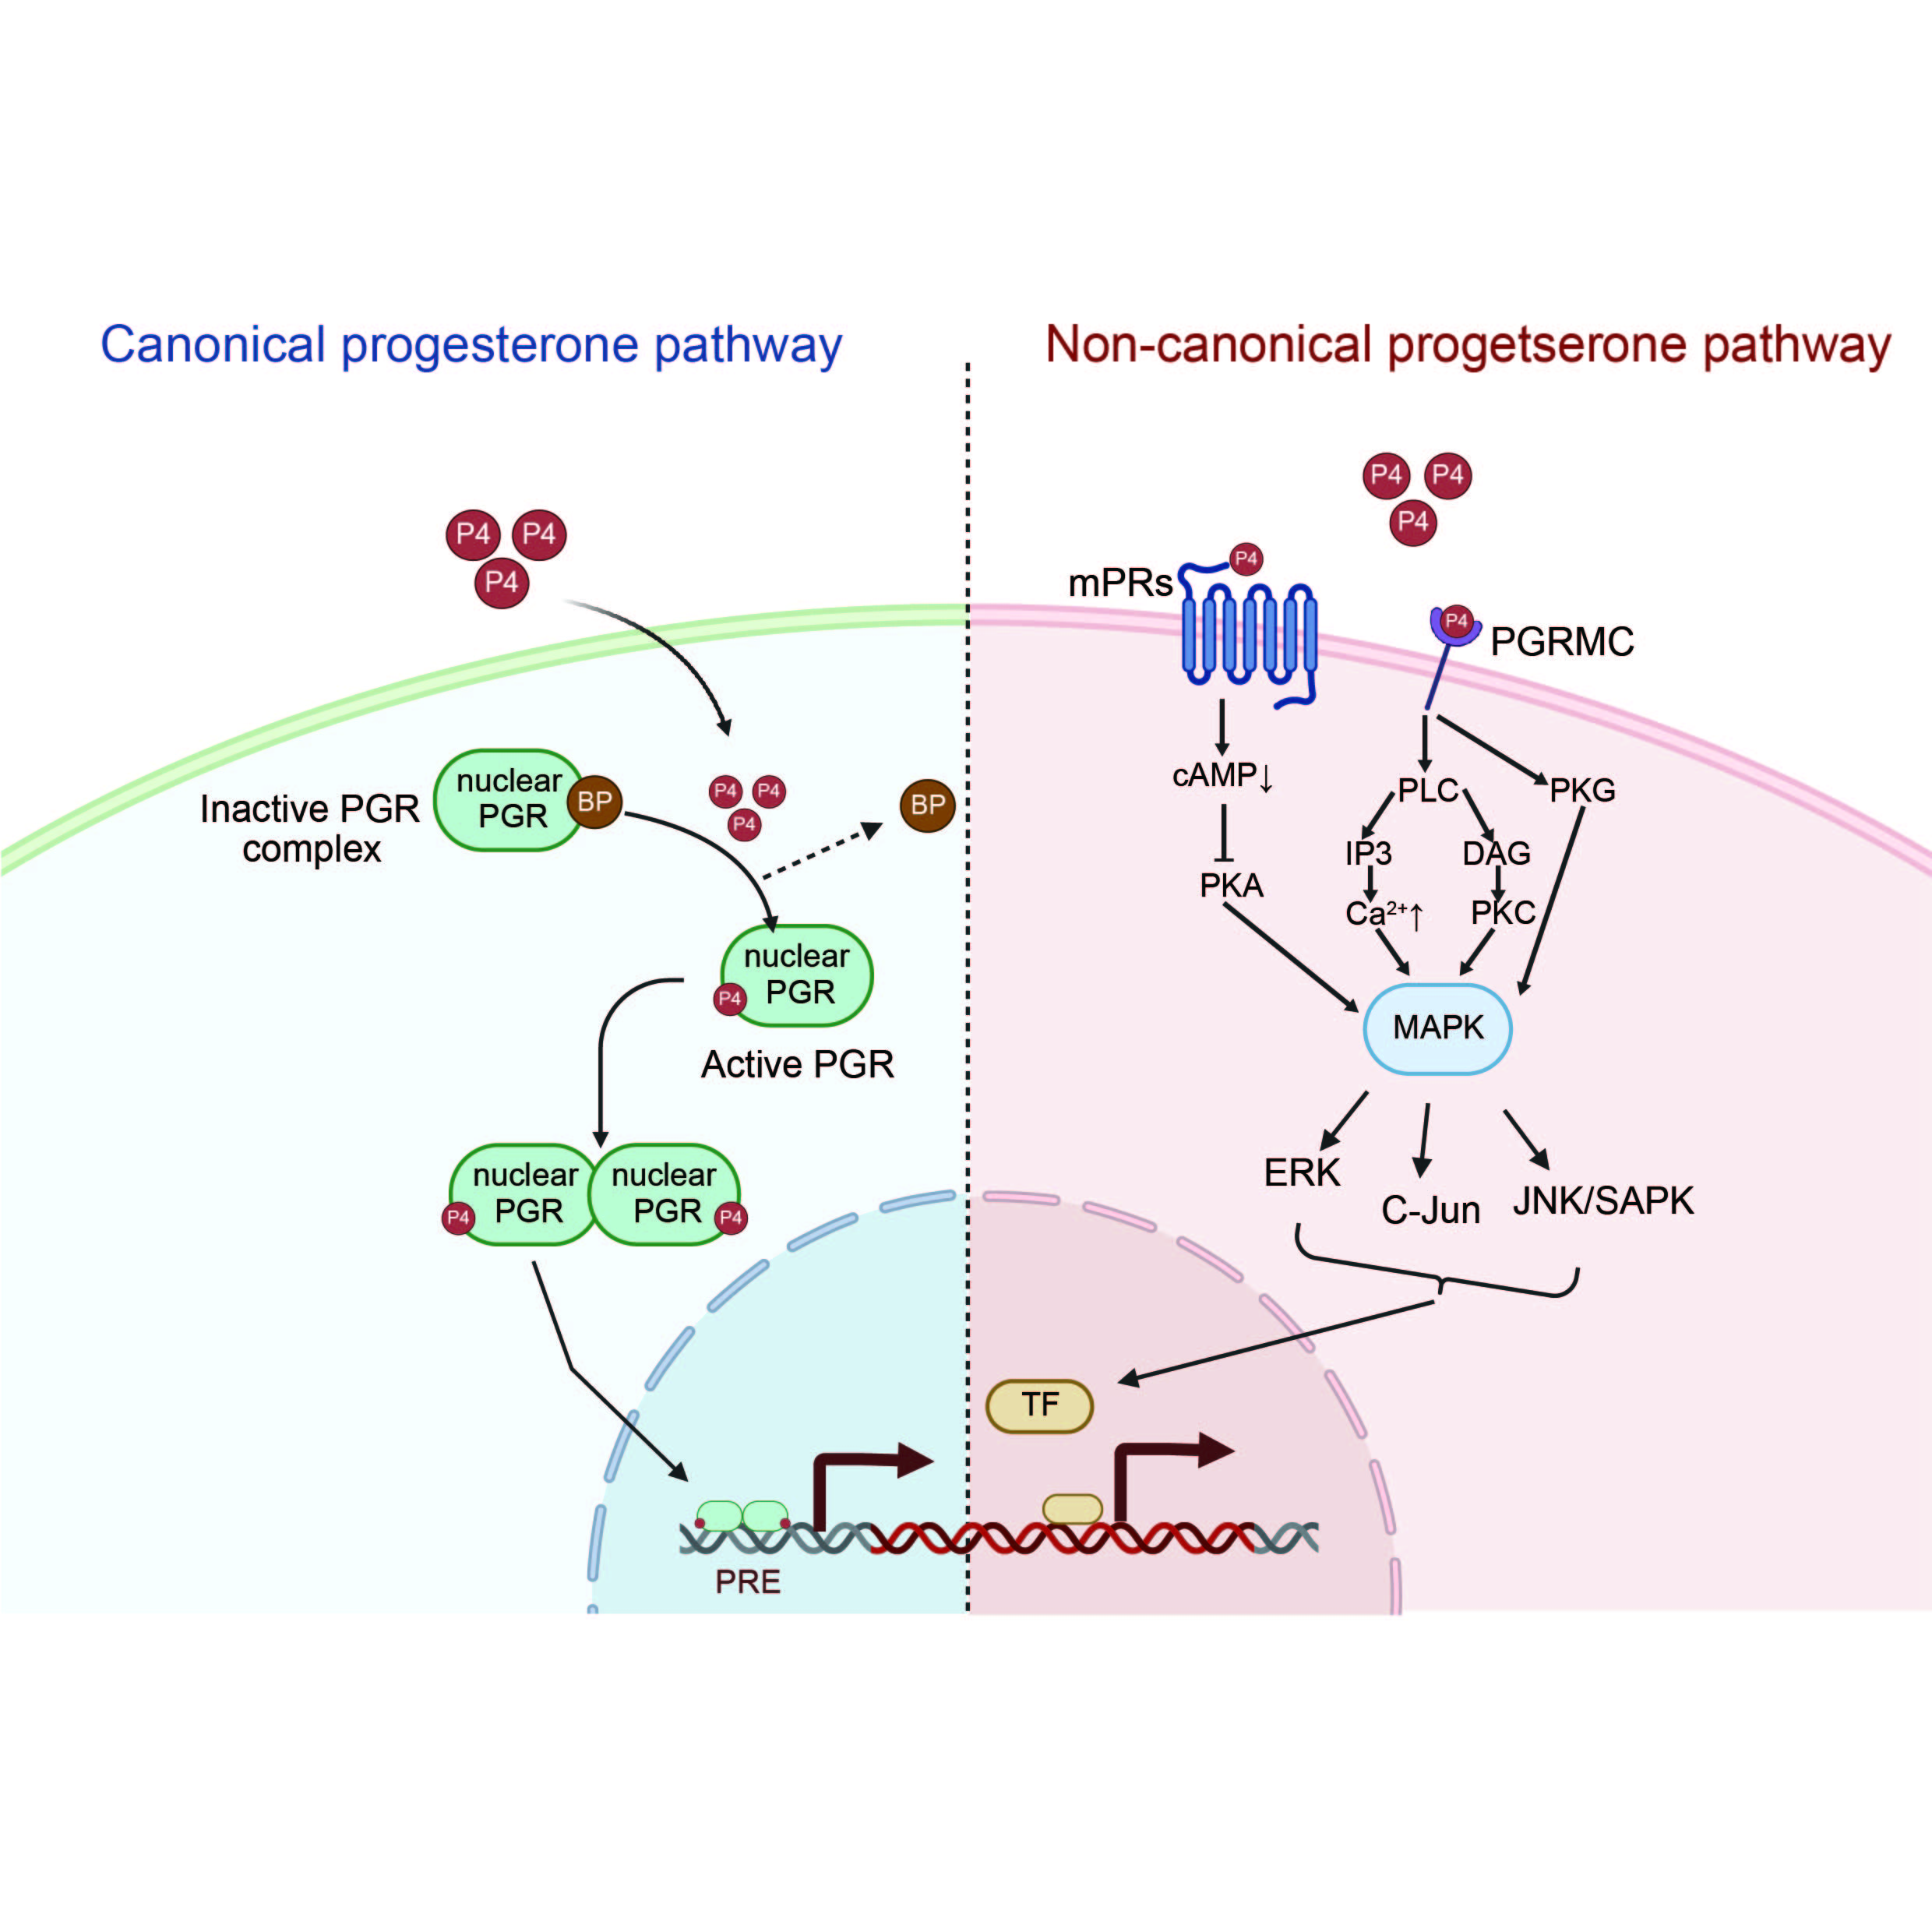 Canonical progesterone pathway
Non-canonical progetserone pathway
P4 P4
P4
Inactive PGR
complex
nuclear
PGR
BP
P4 P4
P4
BP
nuclear
PGR
P4
Active PGR
nuclear
PGR
P4
nuclear
PGR
P4
PRE
P4 P4
P4
mPRs
P4
P4
PGRMC
cAMP↓
PKA
PLC
PKG
IP3
DAG
Ca²⁺↑
PKC
MAPK
ERK
C-Jun
JNK/SAPK
TF